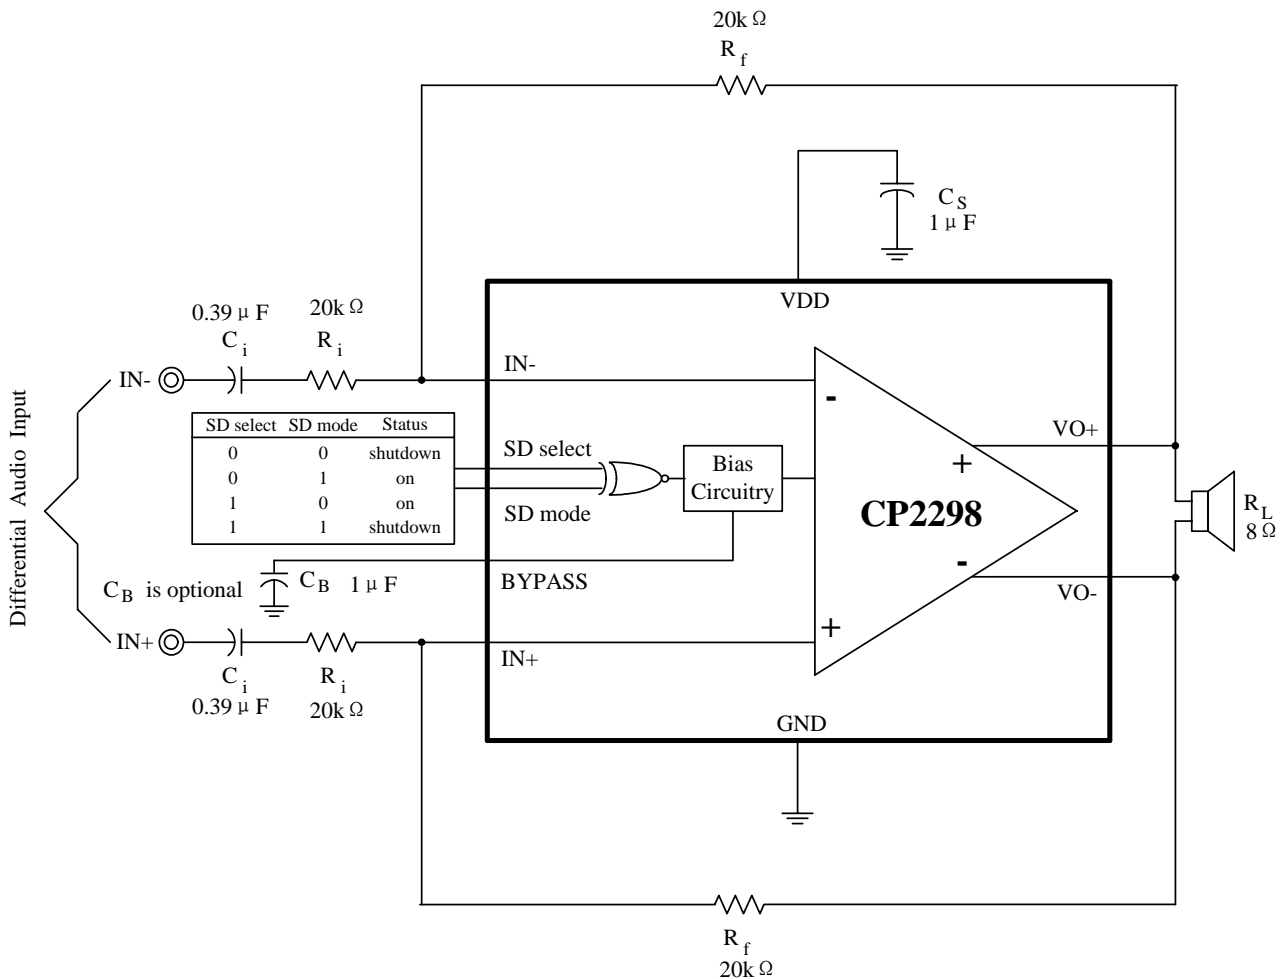 20k Ω
R f
C S
1 μ F
VDD
0.39 μ F
20k Ω
C i
R i
IN-
IN-
-
Differential Audio Input
SD select SD mode Status
0 0 shutdown
0 1 on
1 0 on
1 1 shutdown
SD select
SD mode
Bias
Circuitry
VO+
+
CP2298
R L
8 Ω
-
VO-
C B is optional
C B 1 μ F
BYPASS
IN+
+
IN+
C i
R i
0.39 μ F
20k Ω
GND
R f
20k Ω